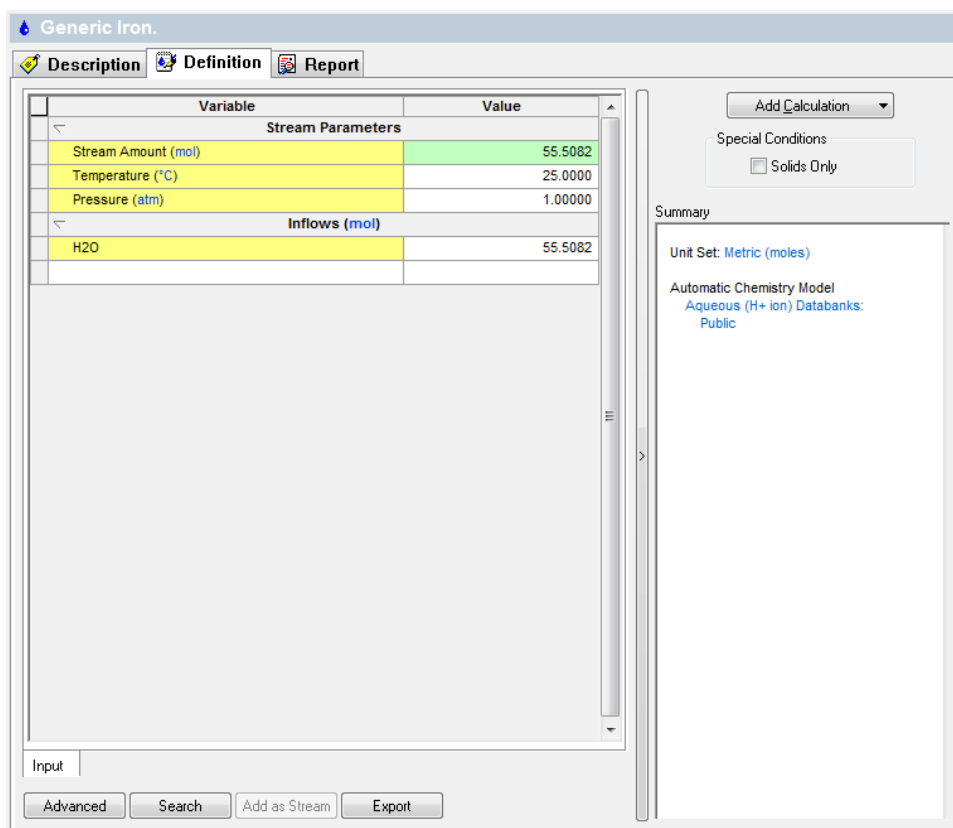 Generic Iron.
Description Definition Report
Variable Value
Stream Parameters
Stream Amount (mol) 55.5082
Temperature (°C) 25.0000
Pressure (atm) 1.00000
Inflows (mol)
H2O 55.5082
Input
Advanced Search Add as Stream Export
Add Calculation
Special Conditions
Solids Only
Summary
Unit Set: Metric (moles)
Automatic Chemistry Model
Aqueous (H+ ion) Databanks:
Public